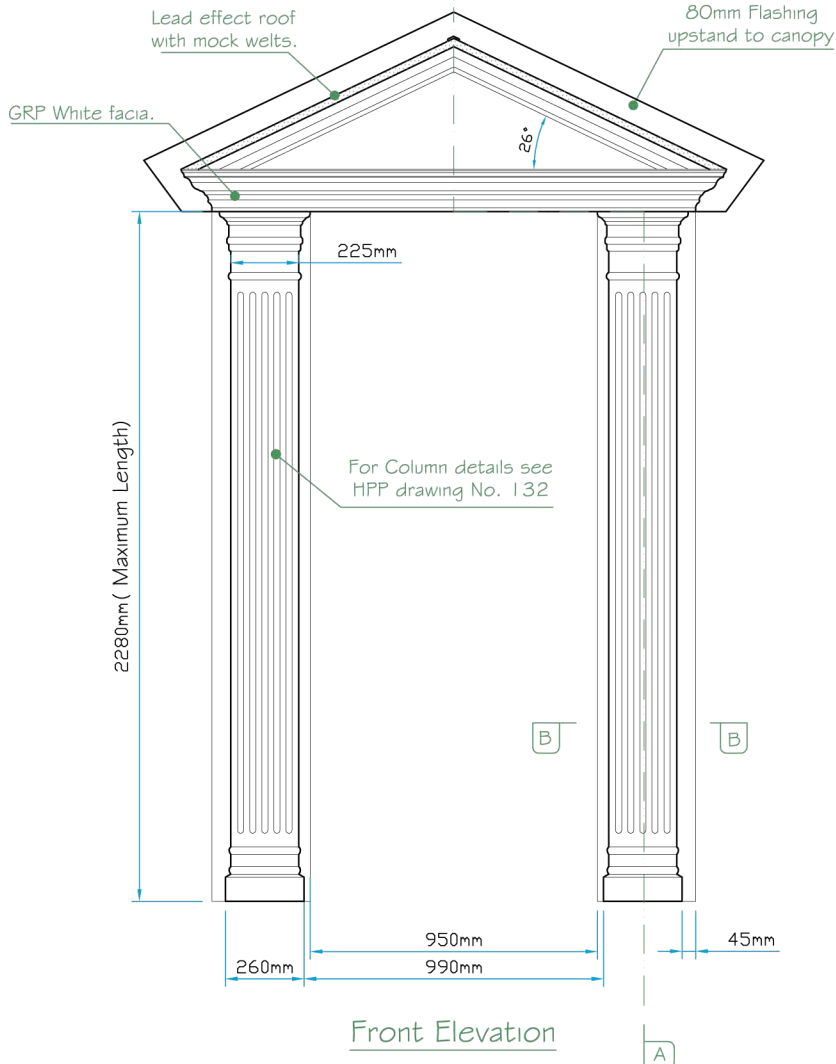 Lead effect roof
with mock welts.
80mm Flashing
upstand to canopy
GRP White facia.
26°
225mm
2280mm( Maximum Length)
For Column details see
HPP drawing No. 132
B
B
950mm
45mm
260mm
990mm
Front Elevation
A